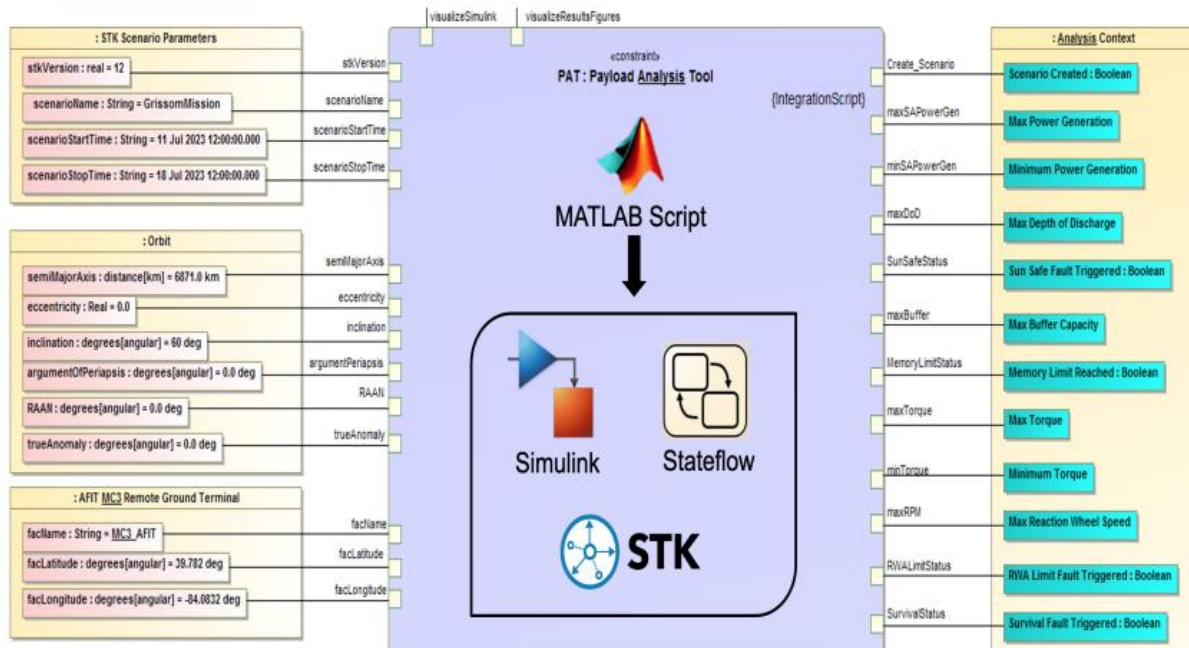 visualizeSimulink
visualizeResultsFigures
: STK Scenario Parameters
stkVersion : real = 12
scenarioName : String = GrissomMission
scenarioStartTime : String = 11 Jul 2023 12:00:00.000
scenarioStopTime : String = 18 Jul 2023 12:00:00.000
: Orbit
semiMajorAxis : distance[km] = 6871.0 km
eccentricity : Real = 0.0
inclination : degrees[angular] = 60 deg
argumentOfPeriapsis : degrees[angular] = 0.0 deg
RAAN : degrees[angular] = 0.0 deg
trueAnomaly : degrees[angular] = 0.0 deg
: AFIT MC3 Remote Ground Terminal
facName : String = MC3_AFIT
facLatitude : degrees[angular] = 39.782 deg
facLongitude : degrees[angular] = -84.0832 deg
stkVersion
scenarioName
scenarioStartTime
scenarioStopTime
semiMajorAxis
eccentricity
inclination
argumentPeriapsis
RAAN
trueAnomaly
facName
facLatitude
facLongitude
«constraint»
PAT : Payload Analysis Tool
{IntegrationScript}
MATLAB Script
Simulink
Stateflow
STK
Create_Scenario
maxSAPowerGen
minSAPowerGen
maxDoD
SunSafeStatus
maxBuffer
MemoryLimitStatus
maxTorque
minTorque
maxRPM
RWALimitStatus
SurvivalStatus
: Analysis Context
Scenario Created : Boolean
Max Power Generation
Minimum Power Generation
Max Depth of Discharge
Sun Safe Fault Triggered : Boolean
Max Buffer Capacity
Memory Limit Reached : Boolean
Max Torque
Minimum Torque
Max Reaction Wheel Speed
RWA Limit Fault Triggered : Boolean
Survival Fault Triggered : Boolean